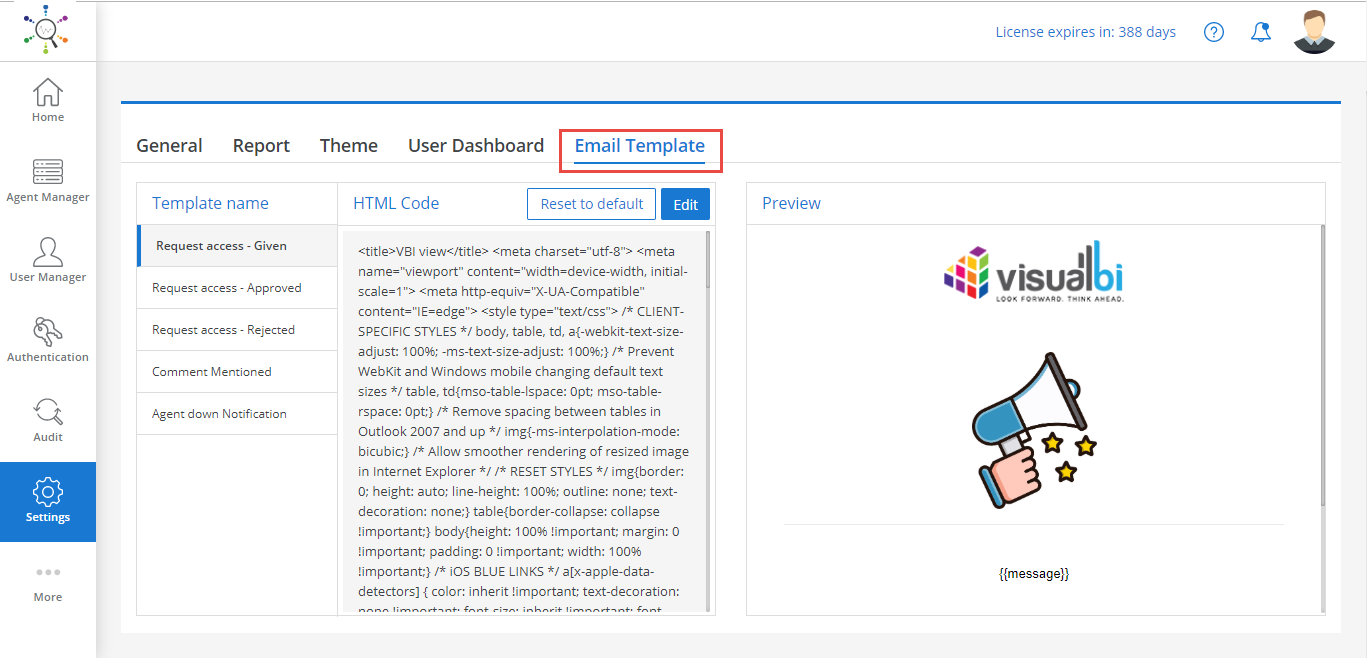 License expires in: 388 days
?
Home
Agent Manager
User Manager
Authentication
Audit
Settings
More
General Report Theme User Dashboard Email Template
Template name
Request access - Given
Request access - Approved
Request access - Rejected
Comment Mentioned
Agent down Notification
HTML Code Reset to default Edit
<title>VBI view</title> <meta charset="utf-8"> <meta
name="viewport" content="width=device-width, initial-
scale=1"> <meta http-equiv="X-UA-Compatible"
content="IE=edge"> <style type="text/css"> /* CLIENT-
SPECIFIC STYLES */ body, table, td, a{-webkit-text-size-
adjust: 100%; -ms-text-size-adjust: 100%;} /* Prevent
WebKit and Windows mobile changing default text
sizes */ table, td{mso-table-lspace: 0pt; mso-table-
rspace: 0pt;} /* Remove spacing between tables in
Outlook 2007 and up */ img{-ms-interpolation-mode:
bicubic;} /* Allow smoother rendering of resized image
in Internet Explorer */ /* RESET STYLES */ img{border:
0; height: auto; line-height: 100%; outline: none; text-
decoration: none;} table{border-collapse: collapse
!important;} body{height: 100% !important; margin: 0
!important; padding: 0 !important; width: 100%
!important;} /* iOS BLUE LINKS */ a[x-apple-data-
detectors] { color: inherit !important; text-decoration:
none !important; font-size: inherit !important; font-
Preview
visualbi
LOOK FORWARD. THINK AHEAD.
{{message}}